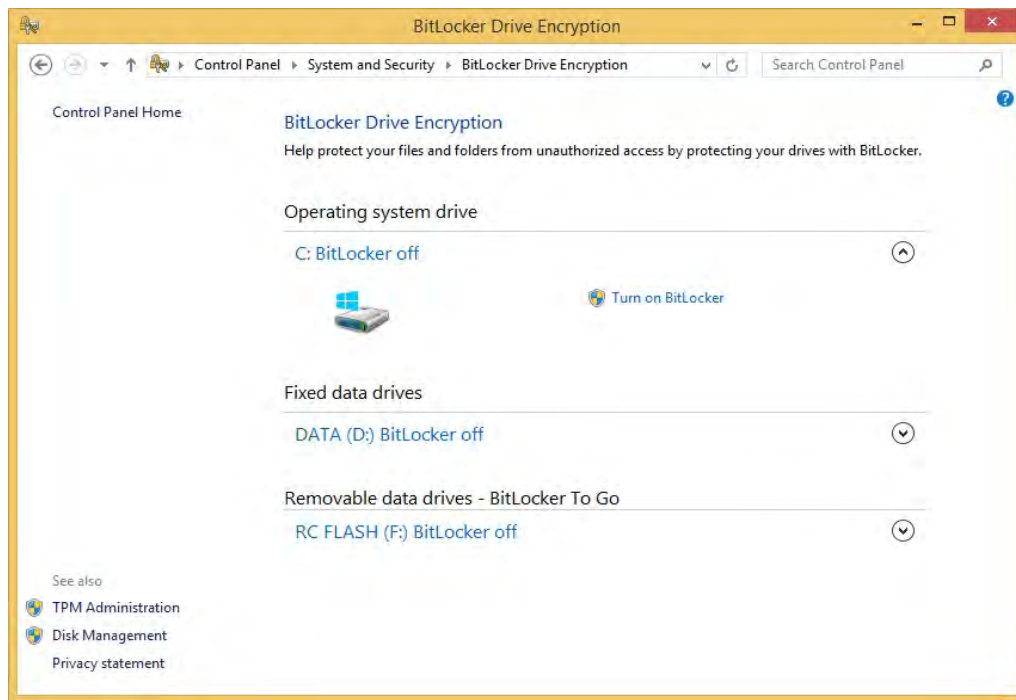 BitLocker Drive Encryption
Control Panel System and Security BitLocker Drive Encryption Search Control Panel
Control Panel Home
BitLocker Drive Encryption
Help protect your files and folders from unauthorized access by protecting your drives with BitLocker.
Operating system drive
C: BitLocker off
Turn on BitLocker
Fixed data drives
DATA (D:) BitLocker off
Removable data drives - BitLocker To Go
RC FLASH (F:) BitLocker off
See also
TPM Administration
Disk Management
Privacy statement